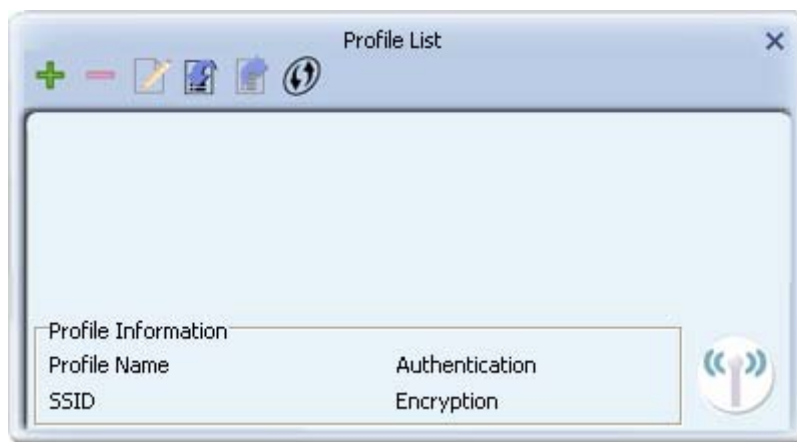 Profile List
Profile Information
Profile Name Authentication
SSID Encryption